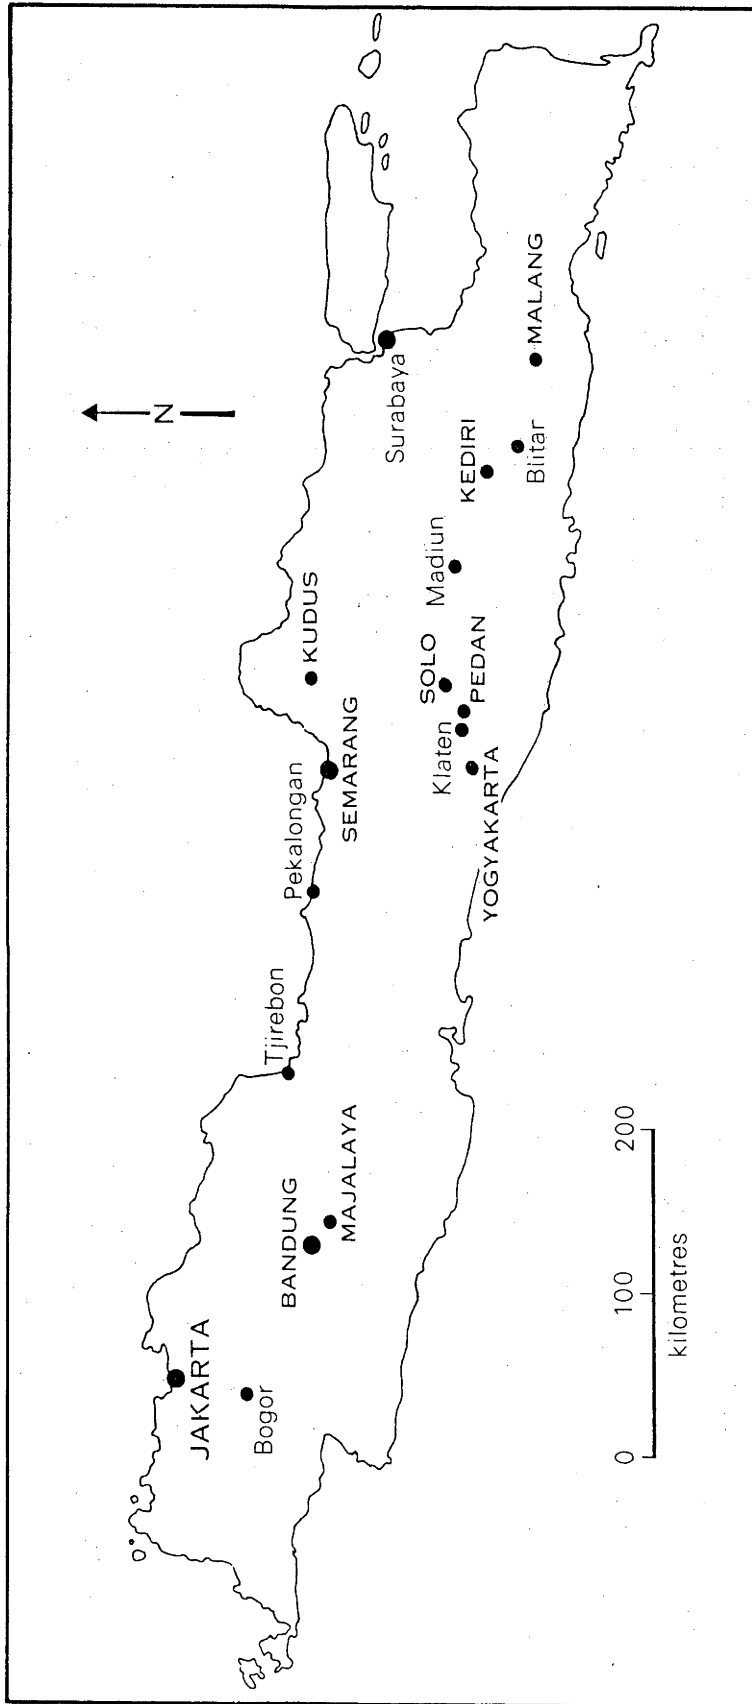 N
JAKARTA
Bogor
BANDUNG
MAJALAYA
Tjirebon
Pekalongan
SEMARANG
KUDUS
Surabaya
SOLO
PEDAN
Klaten
YOGYAKARTA
Madiun
KEDIRI
Blitar
MALANG
0 100 200
kilometres